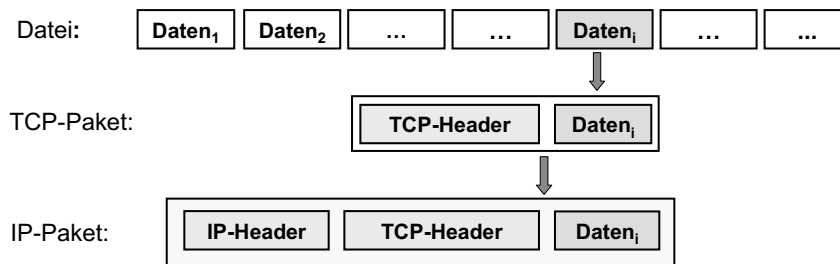 Datei: Daten₁ Daten₂ ... ... Datenᵢ ... ...
TCP-Paket: TCP-Header Datenᵢ
IP-Paket: IP-Header TCP-Header Datenᵢ